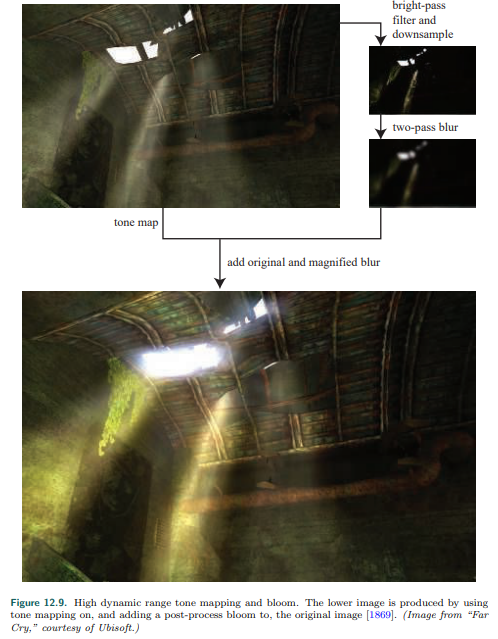 bright-pass
filter and
downsample
two-pass blur
tone map
add original and magnified blur
Figure 12.9. High dynamic range tone mapping and bloom. The lower image is produced by using
tone mapping on, and adding a post-process bloom to, the original image [1869]. (Image from “Far
Cry,” courtesy of Ubisoft.)